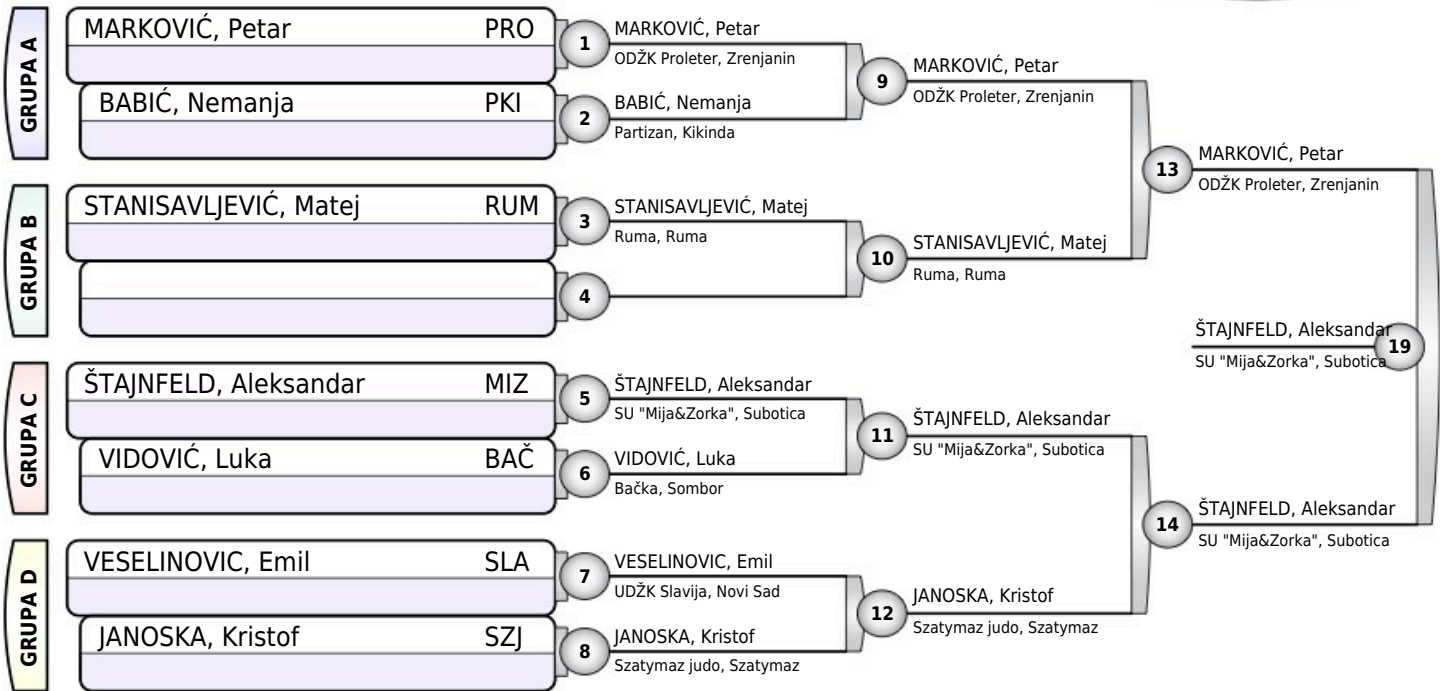 GRUPA A
MARKOVIĆ, Petar PRO
BABIĆ, Nemanja PKI
1
MARKOVIĆ, Petar
ODŽK Proleter, Zrenjanin
2
BABIĆ, Nemanja
Partizan, Kikinda
9
MARKOVIĆ, Petar
ODŽK Proleter, Zrenjanin
GRUPA B
STANISAVLJEVIĆ, Matej RUM
3
STANISAVLJEVIĆ, Matej
Ruma, Ruma
4
10
STANISAVLJEVIĆ, Matej
Ruma, Ruma
13
MARKOVIĆ, Petar
ODŽK Proleter, Zrenjanin
GRUPA C
ŠTAJNFELD, Aleksandar MIZ
VIDOVIĆ, Luka BAČ
5
ŠTAJNFELD, Aleksandar
SU "Mija&Zorka", Subotica
6
VIDOVIĆ, Luka
Bačka, Sombor
11
ŠTAJNFELD, Aleksandar
SU "Mija&Zorka", Subotica
GRUPA D
VESELINOVIC, Emil SLA
JANOSKA, Kristof SZJ
7
VESELINOVIC, Emil
UDŽK Slavija, Novi Sad
8
JANOSKA, Kristof
Szatymaz judo, Szatymaz
12
JANOSKA, Kristof
Szatymaz judo, Szatymaz
14
ŠTAJNFELD, Aleksandar
SU "Mija&Zorka", Subotica
ŠTAJNFELD, Aleksandar
SU "Mija&Zorka", Subotica
19